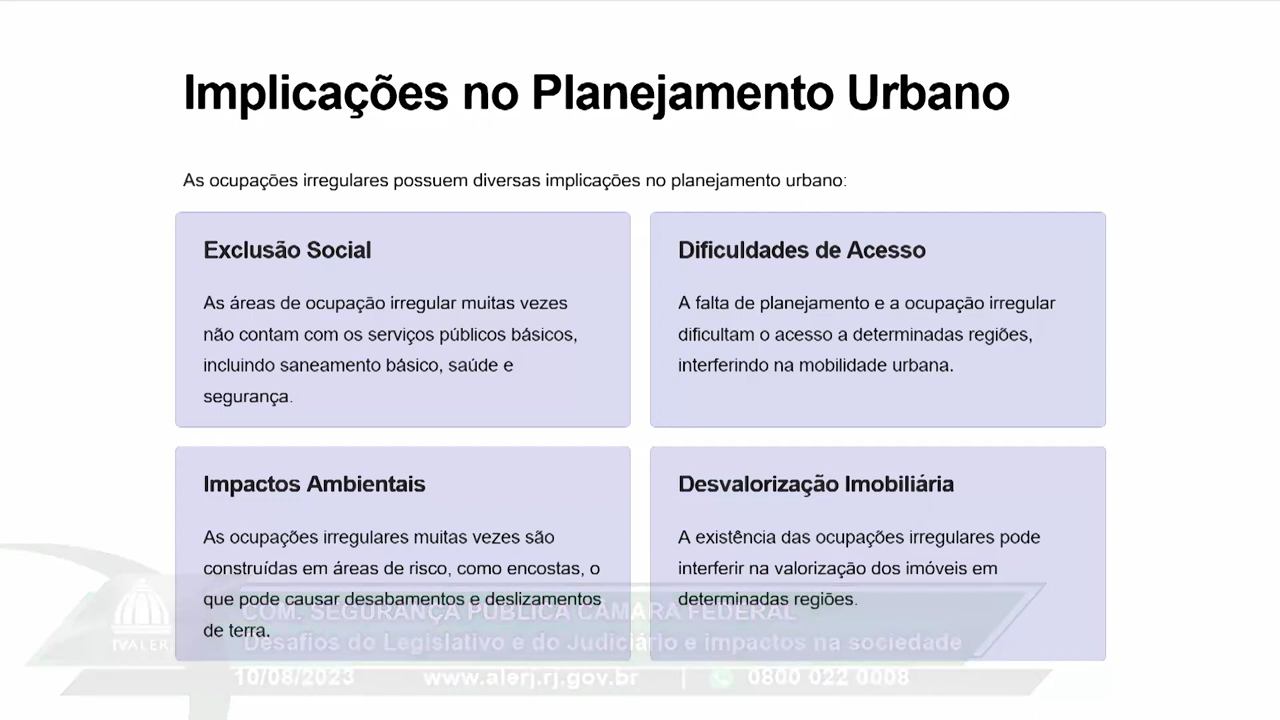 Implicações no Planejamento Urbano
As ocupações irregulares possuem diversas implicações no planejamento urbano:
Exclusão Social
As áreas de ocupação irregular muitas vezes
não contam com os serviços públicos básicos,
incluindo saneamento básico, saúde e
segurança.
Dificuldades de Acesso
A falta de planejamento e a ocupação irregular
dificultam o acesso a determinadas regiões,
interferindo na mobilidade urbana.
Impactos Ambientais
As ocupações irregulares muitas vezes são
construídas em áreas de risco, como encostas, o
que pode causar desabamentos e deslizamentos
de terra.
Desvalorização Imobiliária
A existência das ocupações irregulares pode
interferir na valorização dos imóveis em
determinadas regiões.
TVALERJ
COM. SEGURANÇA PÚBLICA CÂMARA FEDERAL
Desafios do Legislativo e do Judiciário e impactos na sociedade
10/08/2023 www.alerj.rj.gov.br | 0800 022 0008